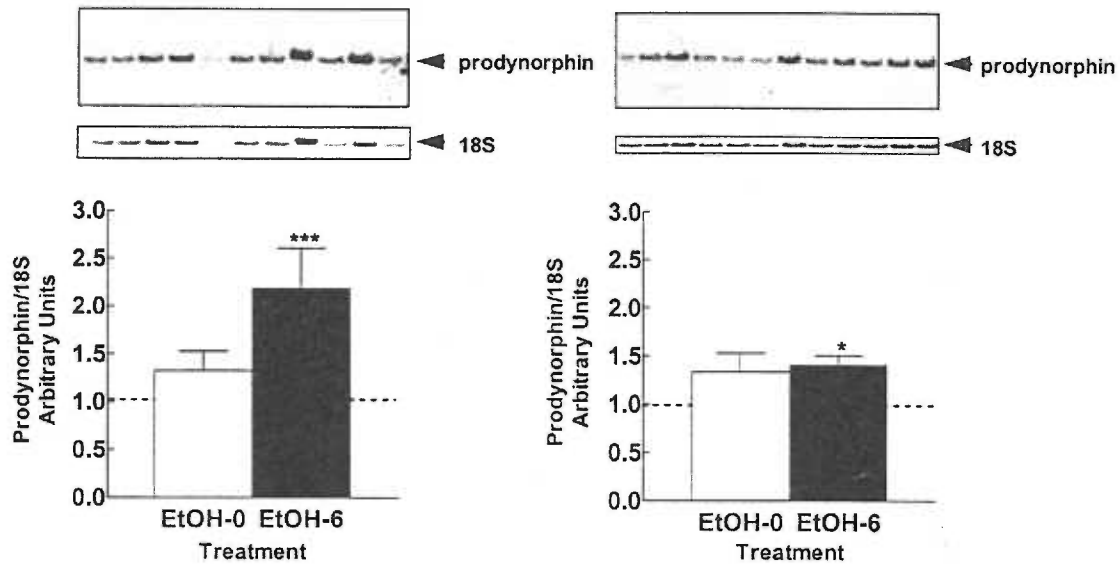 prodynorphin
18S
3.0
***
2.5
2.0
1.5
1.0
0.5
0.0
Prodynorphin/18S
Arbitrary Units
EtOH-0 EtOH-6
Treatment
prodynorphin
18S
3.0
2.5
2.0
1.5
*
1.0
0.5
0.0
Prodynorphin/18S
Arbitrary Units
EtOH-0 EtOH-6
Treatment